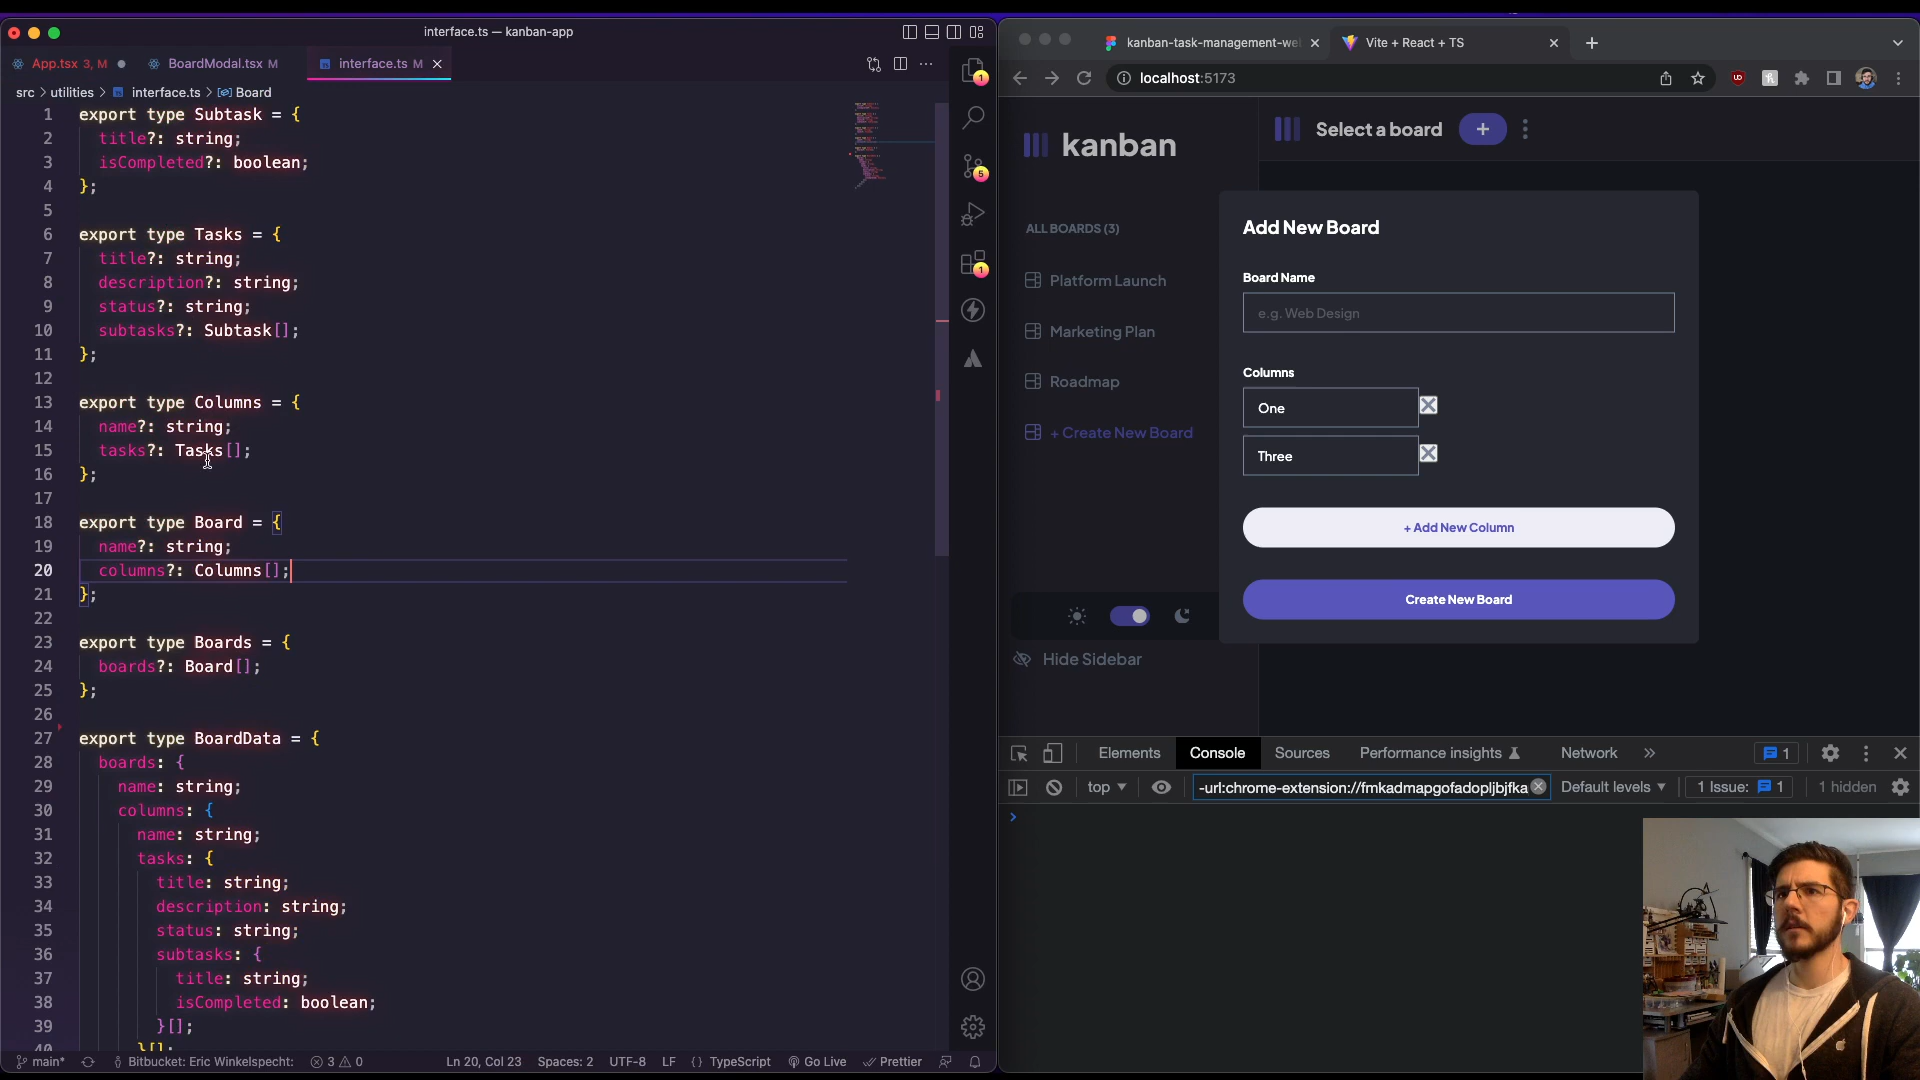 interface.ts — kanban-app
App.tsx 3, M
BoardModal.tsx M
interface.ts M
src > utilities > interface.ts > Board
1 export type Subtask = {
2 title?: string;
3 isCompleted?: boolean;
4 };
5
6 export type Tasks = {
7 title?: string;
8 description?: string;
9 status?: string;
10 subtasks?: Subtask[];
11 };
12
13 export type Columns = {
14 name?: string;
15 tasks?: Tasks[];
16 };
17
18 export type Board = {
19 name?: string;
20 columns?: Columns[];
21 };
22
23 export type Boards = {
24 boards?: Board[];
25 };
26
27 export type BoardData = {
28 boards: {
29 name: string;
30 columns: {
31 name: string;
32 tasks: {
33 title: string;
34 description: string;
35 status: string;
36 subtasks: {
37 title: string;
38 isCompleted: boolean;
39 }[];
40 }[];
1
5
1
main*
Bitbucket: Eric Winkelspecht:
3 0
Ln 20, Col 23
Spaces: 2
UTF-8
LF
{} TypeScript
Go Live
Prettier
kanban-task-management-we
Vite + React + TS
localhost:5173
kanban
Select a board
+
ALL BOARDS (3)
Platform Launch
Marketing Plan
Roadmap
+ Create New Board
Hide Sidebar
Add New Board
Board Name
e.g. Web Design
Columns
One
Three
+ Add New Column
Create New Board
Elements
Console
Sources
Performance insights
Network
»
1
top
-url:chrome-extension://fmkadmapgofadopljbjfka
Default levels
1 Issue: 1
1 hidden
>